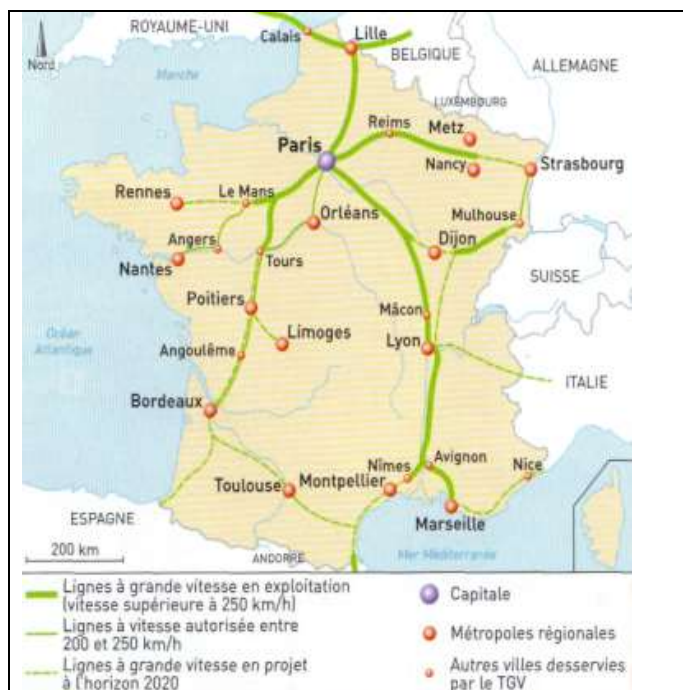 ROYAUME-UNI
Calais
Lille
Nord
BELGIQUE
ALLEMAGNE
Manche
LUXEMBOURG
Reims
Metz
Paris
Nancy
Strasbourg
Rennes
Le Mans
Orléans
Mulhouse
Angers
Dijon
Nantes
Tours
SUISSE
Poitiers
Mâcon
Océan
Atlantique
Limoges
Lyon
Angoulême
ITALIE
Bordeaux
Avignon
Nîmes
Nice
Toulouse
Montpellier
ESPAGNE
Marseille
200 km
ANDORRE
Mer Méditerranée
Lignes à grande vitesse en exploitation
(vitesse supérieure à 250 km/h)
Lignes à vitesse autorisée entre
200 et 250 km/h
Lignes à grande vitesse en projet
à l'horizon 2020
Capitale
Métropoles régionales
Autres villes desservies
par le TGV